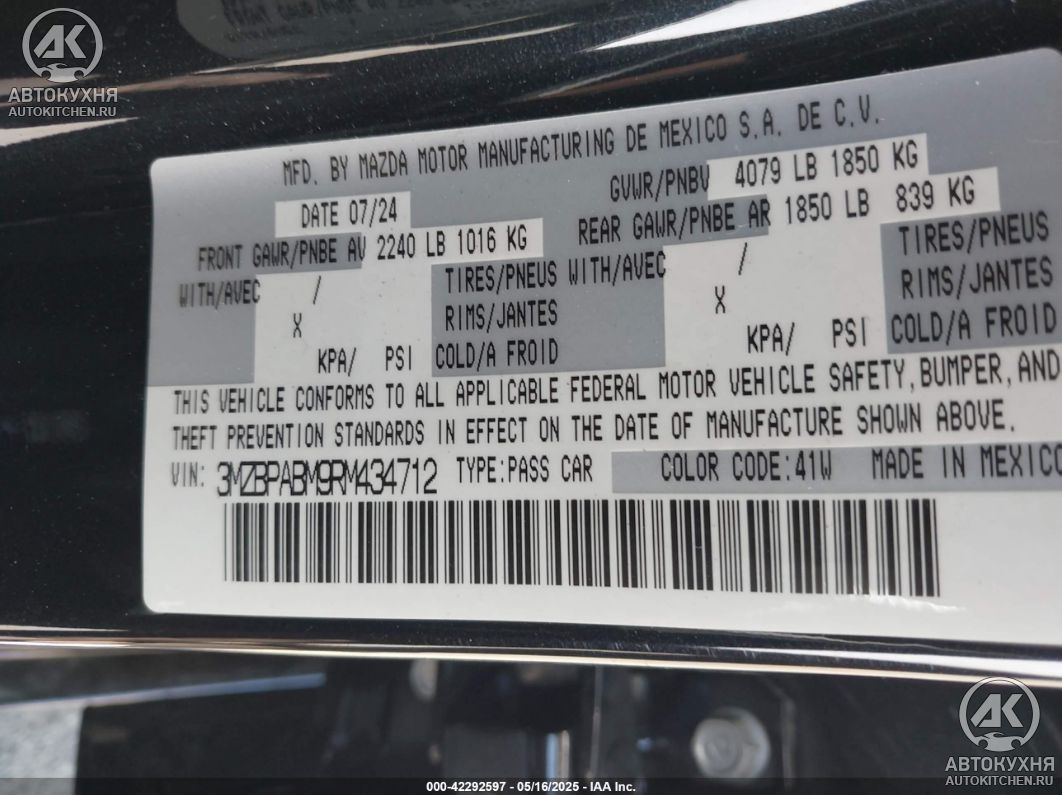 AK
АВТОКУХНЯ
AUTOKITCHEN.RU
MFD. BY MAZDA MOTOR MANUFACTURING DE MEXICO S.A. DE C.V.
DATE 07/24
GVWR/PNBV 4079 LB 1850 KG
FRONT GAWR/PNBE AV 2240 LB 1016 KG
REAR GAWR/PNBE AR 1850 LB 839 KG
WITH/AVEC / TIRES/PNEUS WITH/AVEC / TIRES/PNEUS
X RIMS/JANTES X RIMS/JANTES
KPA/ PSI COLD/A FROID KPA/ PSI COLD/A FROID
THIS VEHICLE CONFORMS TO ALL APPLICABLE FEDERAL MOTOR VEHICLE SAFETY, BUMPER, AND
THEFT PREVENTION STANDARDS IN EFFECT ON THE DATE OF MANUFACTURE SHOWN ABOVE.
VIN: 3MZBPABM9RM434712 TYPE:PASS CAR COLOR CODE:41W MADE IN MEXICO
AK
АВТОКУХНЯ
AUTOKITCHEN.RU
000-42292597 - 05/16/2025 - IAA Inc.